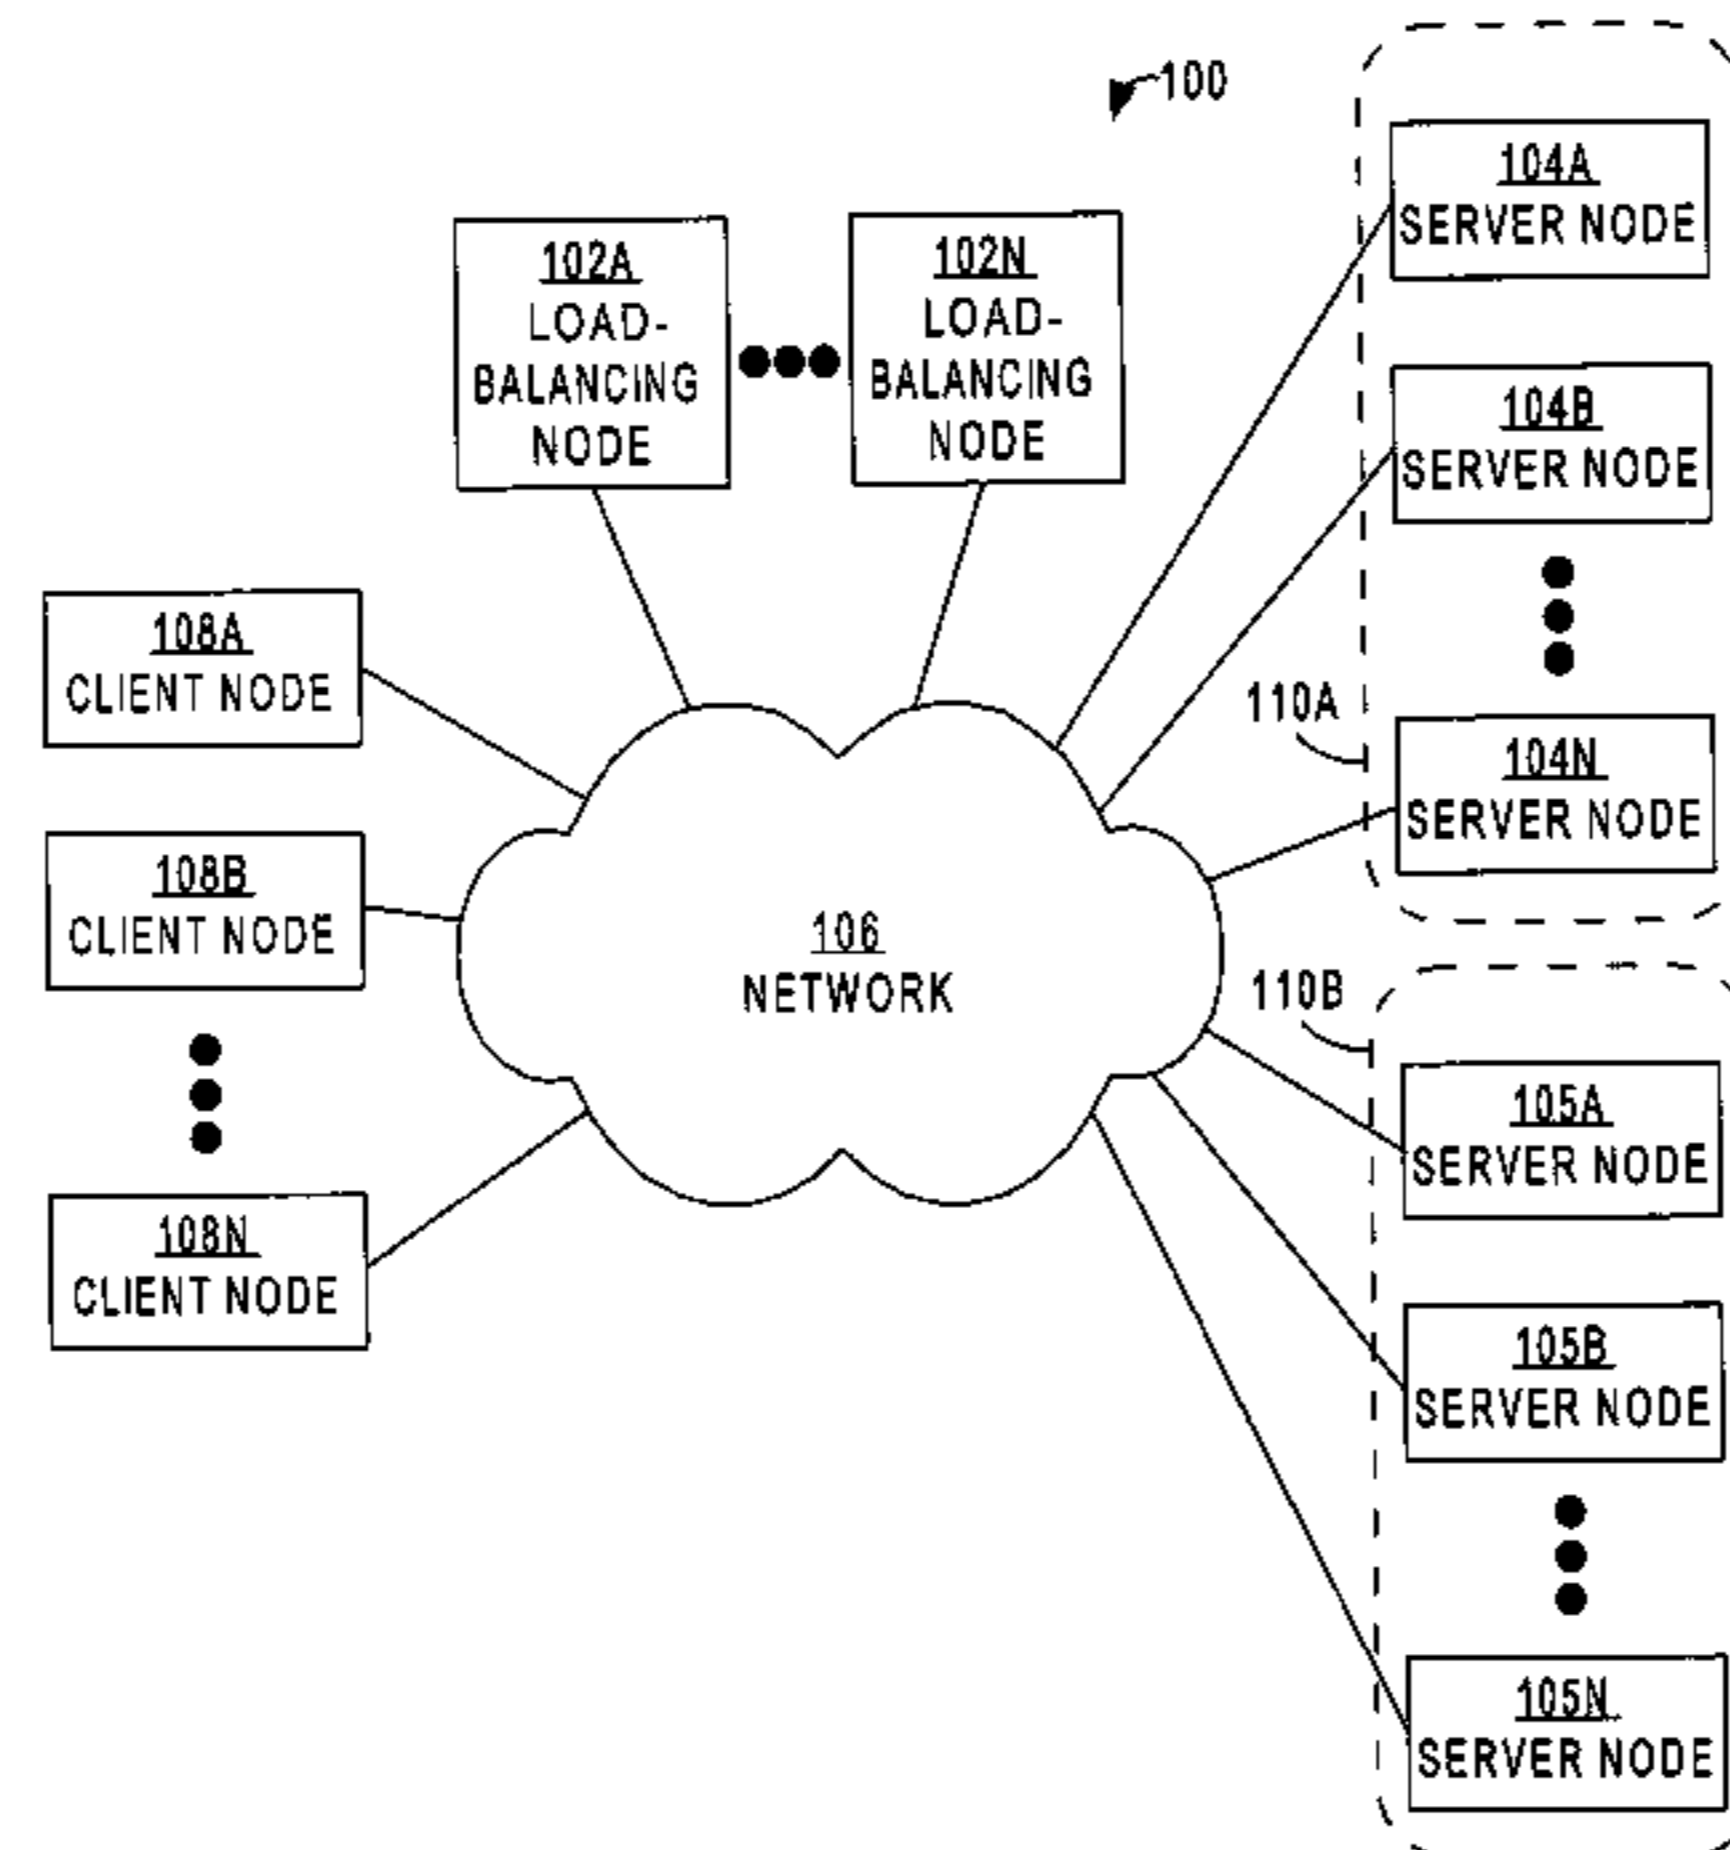 100
104A
SERVER NODE
102A
LOAD-
BALANCING
NODE
102N
LOAD-
BALANCING
NODE
104B
SERVER NODE
108A
CLIENT NODE
110A
104N
SERVER NODE
108B
CLIENT NODE
106
NETWORK
110B
105A
SERVER NODE
108N
CLIENT NODE
105B
SERVER NODE
105N
SERVER NODE